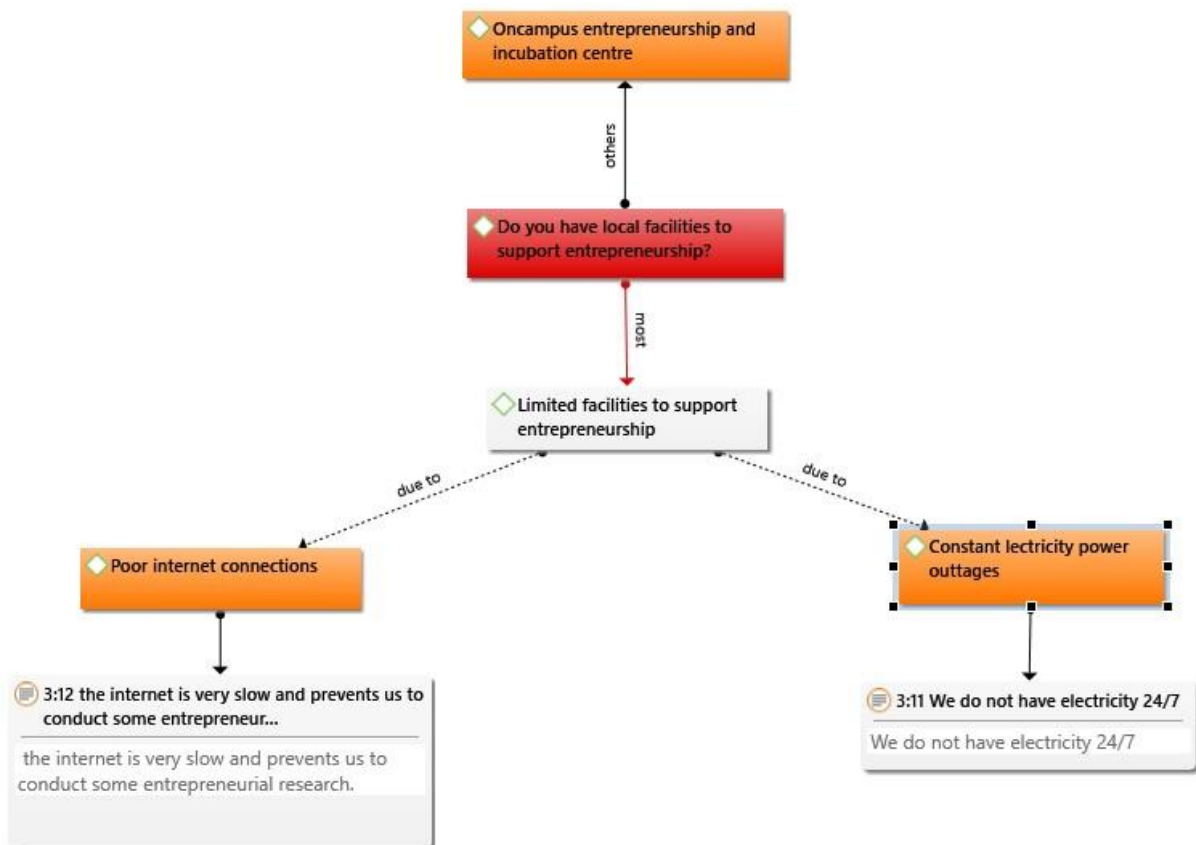 Oncampus entrepreneurship and
incubation centre
others
Do you have local facilities to
support entrepreneurship?
most
Limited facilities to support
entrepreneurship
due to
due to
Poor internet connections
Constant lectricity power
outtages
3:12 the internet is very slow and prevents us to
conduct some entrepreneur...
the internet is very slow and prevents us to
conduct some entrepreneurial research.
3:11 We do not have electricity 24/7
We do not have electricity 24/7